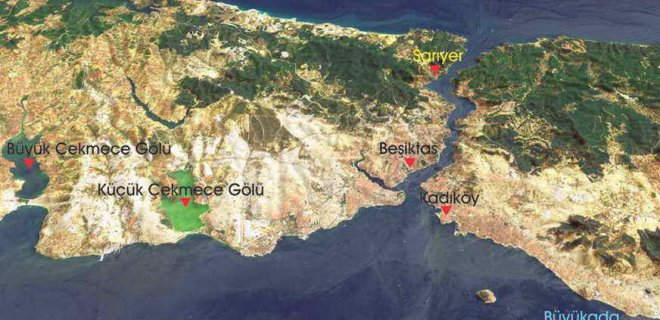 Sarıyer
Büyük Çekmece Gölü
Beşiktaş
Küçük Çekmece Gölü
Kadıköy
Büyükada